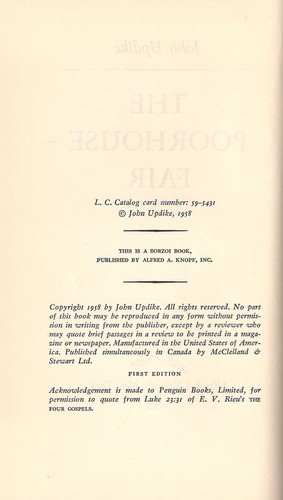 John Updike
THE
POORHOUSE
FAIR
L. C. Catalog card number: 59-5431
© John Updike, 1958
THIS IS A BORZOI BOOK,
PUBLISHED BY ALFRED A. KNOPF, INC.
Copyright 1958 by John Updike. All rights reserved. No part
of this book may be reproduced in any form without permis-
sion in writing from the publisher, except by a reviewer who
may quote brief passages in a review to be printed in a maga-
zine or newspaper. Manufactured in the United States of Amer-
ica. Published simultaneously in Canada by McClelland &
Stewart Ltd.
FIRST EDITION
Acknowledgement is made to Penguin Books, Limited, for
permission to quote from Luke 23:31 of E. V. Rieu's THE
FOUR GOSPELS.